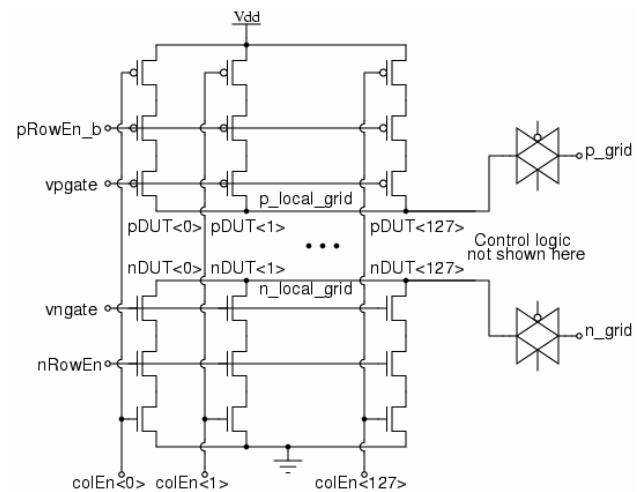 Vdd
pRowEn_b
vpgate
p_local_grid
p_grid
pDUT<0> pDUT<1> pDUT<127>
Control logic
not shown here
nDUT<0> nDUT<1> nDUT<127>
n_local_grid
vngate
n_grid
nRowEn
colEn<0> colEn<1> colEn<127>